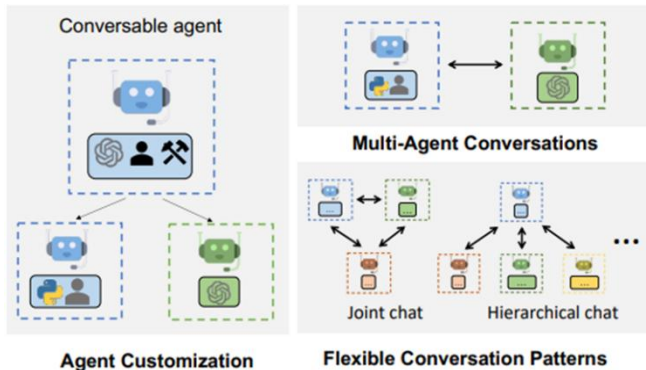 Conversable agent
Agent Customization
Multi-Agent Conversations
Joint chat
Hierarchical chat
...
Flexible Conversation Patterns